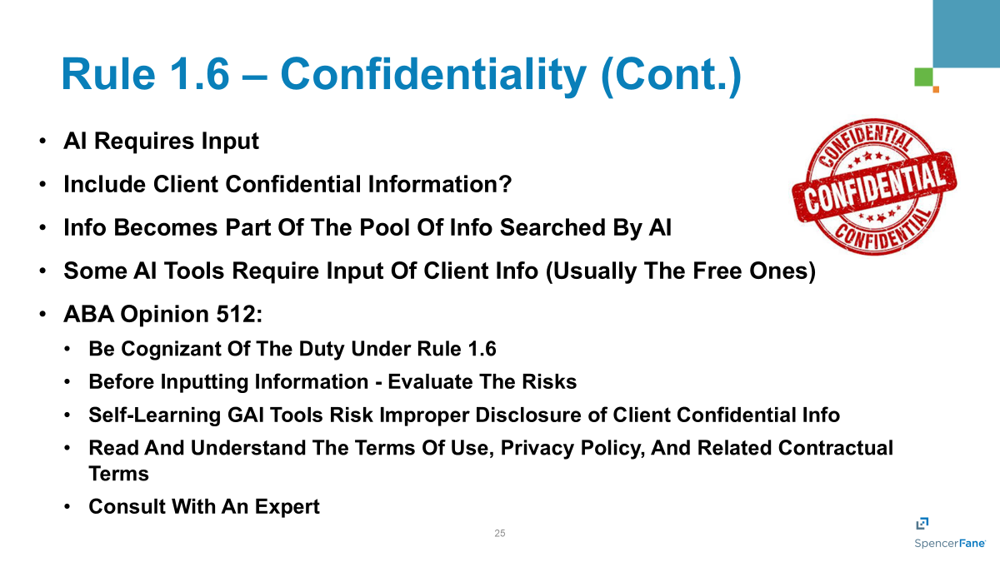 Rule 1.6 – Confidentiality (Cont.)
• AI Requires Input
• Include Client Confidential Information?
• Info Becomes Part Of The Pool Of Info Searched By AI
• Some AI Tools Require Input Of Client Info (Usually The Free Ones)
• ABA Opinion 512:
• Be Cognizant Of The Duty Under Rule 1.6
• Before Inputting Information - Evaluate The Risks
• Self-Learning GAI Tools Risk Improper Disclosure of Client Confidential Info
• Read And Understand The Terms Of Use, Privacy Policy, And Related Contractual
Terms
• Consult With An Expert
CONFIDENTIAL
CONFIDENTIAL
CONFIDENTIAL
25
SpencerFane